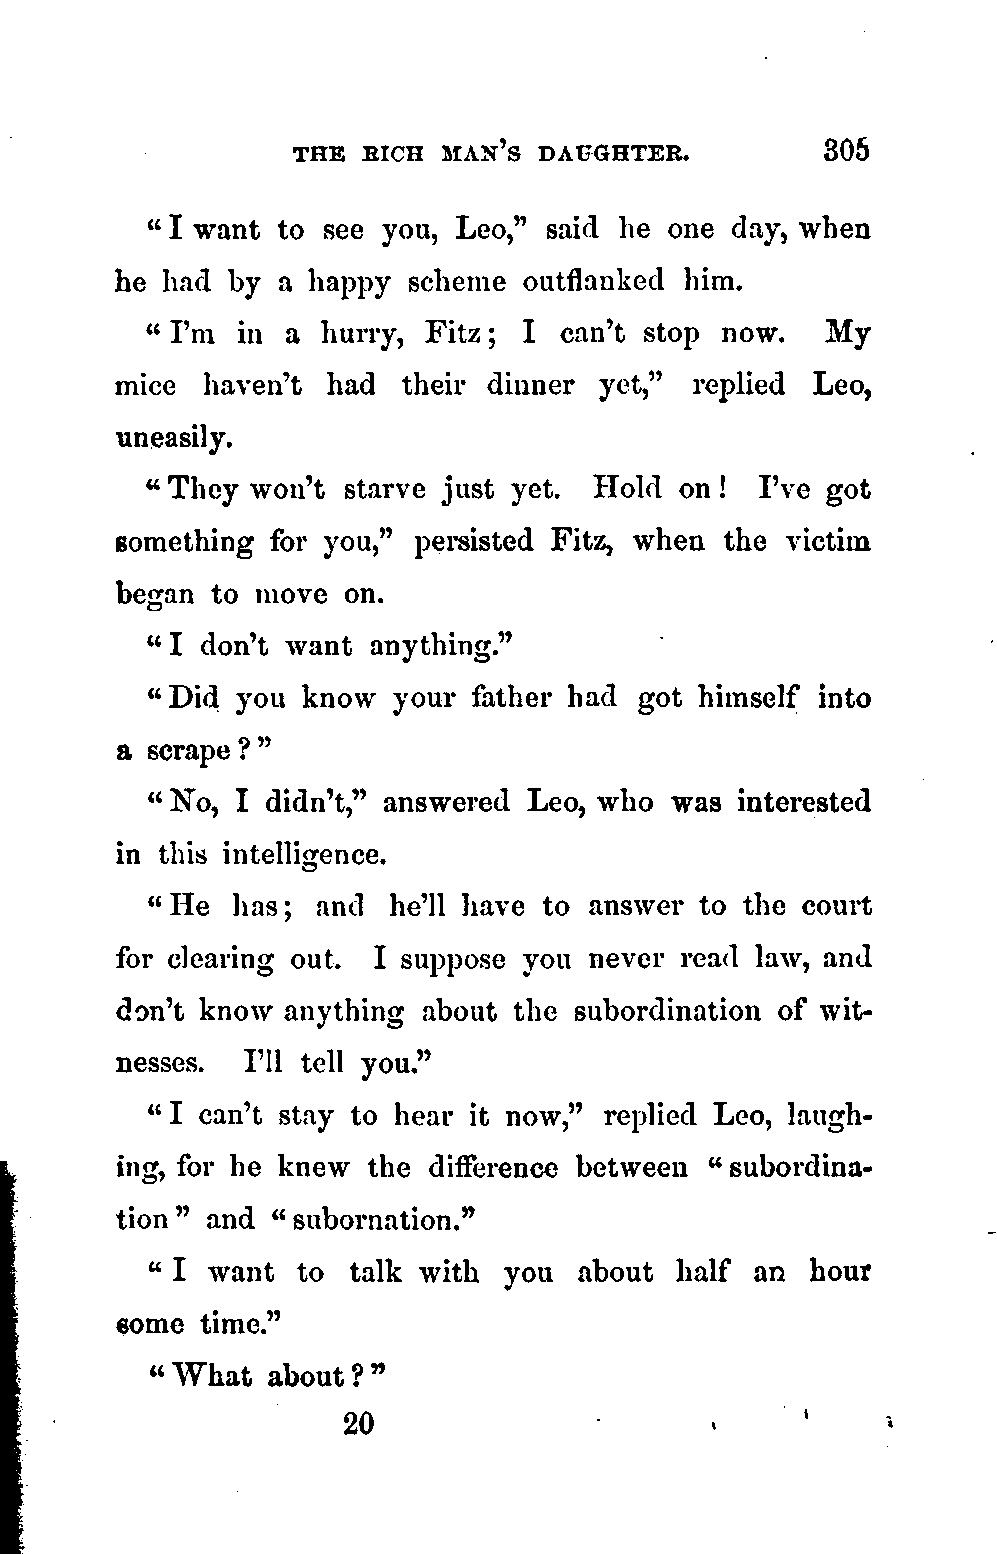 THE RICH MAN'S DAUGHTER. 305
"I want to see you, Leo," said he one day, when
he had by a happy scheme outflanked him.
"I'm in a hurry, Fitz; I can't stop now. My
mice haven't had their dinner yet," replied Leo,
uneasily.
"They won't starve just yet. Hold on! I've got
something for you," persisted Fitz, when the victim
began to move on.
"I don't want anything."
"Did you know your father had got himself into
a scrape?"
"No, I didn't," answered Leo, who was interested
in this intelligence.
"He has; and he'll have to answer to the court
for clearing out. I suppose you never read law, and
don't know anything about the subordination of wit-
nesses. I'll tell you."
"I can't stay to hear it now," replied Leo, laugh-
ing, for he knew the difference between "subordina-
tion" and "subornation."
"I want to talk with you about half an hour
some time."
"What about?"
20